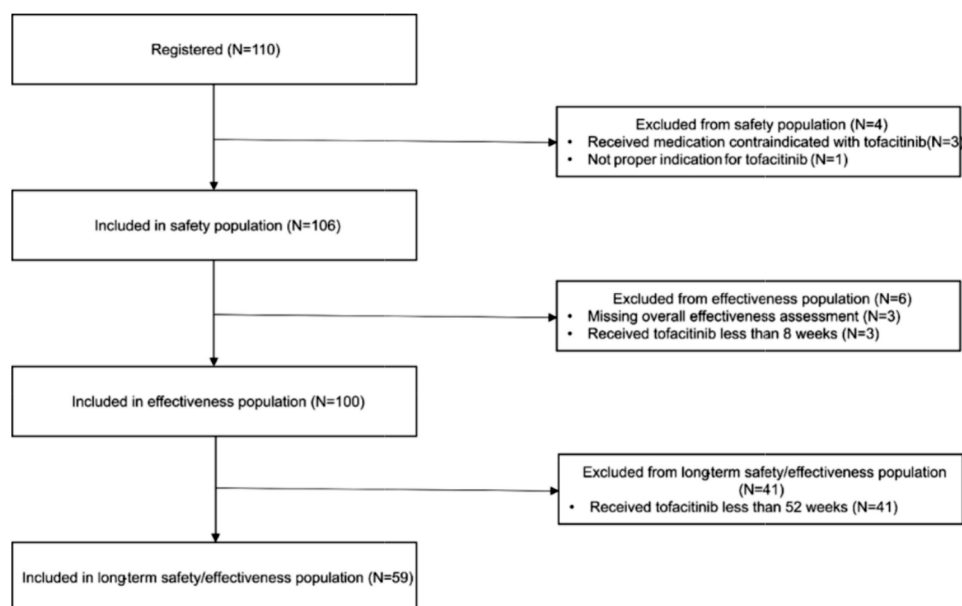 Registered (N=110)
Excluded from safety population (N=4)
• Received medication contraindicated with tofacitinib(N=3)
• Not proper indication for tofacitinib (N=1)
Included in safety population (N=106)
Excluded from effectiveness population (N=6)
• Missing overall effectiveness assessment (N=3)
• Received tofacitinib less than 8 weeks (N=3)
Included in effectiveness population (N=100)
Excluded from long-term safety/effectiveness population
(N=41)
• Received tofacitinib less than 52 weeks (N=41)
Included in long-term safety/effectiveness population (N=59)